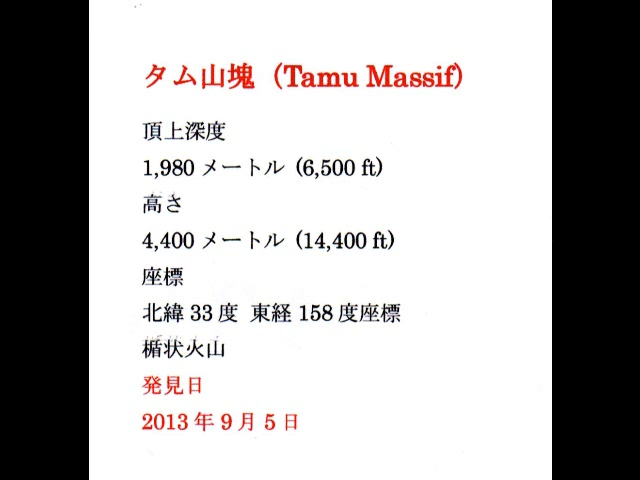 タム山塊（Tamu Massif）
頂上深度
1,980 メートル (6,500 ft)
高さ
4,400 メートル (14,400 ft)
座標
北緯 33 度 東経 158 度座標
楯状火山
発見日
2013 年 9 月 5 日